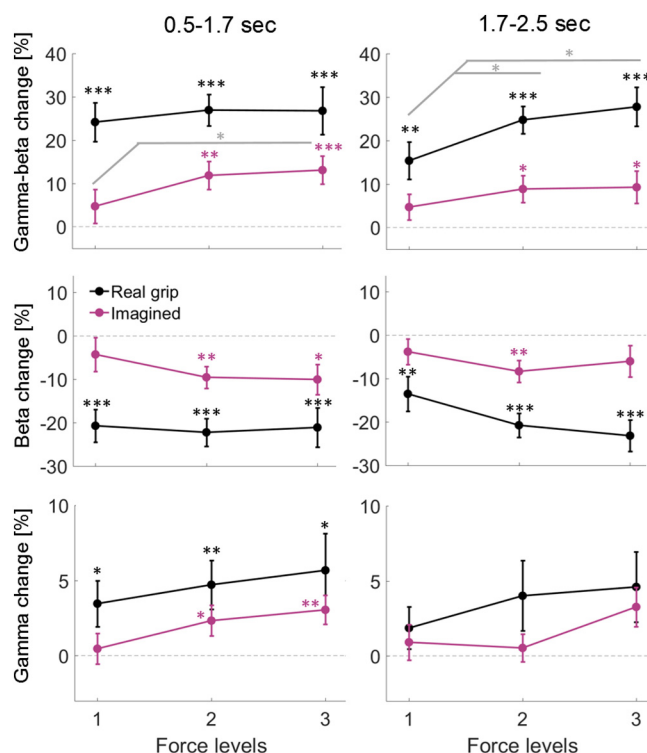 0.5-1.7 sec 1.7-2.5 sec
Gamma-beta change [%]
40 40
*** *** *** * * ***
30 30
** ***
20 20
* ** *** * *
10 10
0 0
Beta change [%]
10 10
Real grip
Imagined
0 0
** * **
-10 -10
*** *** *** ** *** ***
-20 -20
-30 -30
Gamma change [%]
10 10
* ** *
5 5
* **
0 0
1 2 3 1 2 3
Force levels Force levels